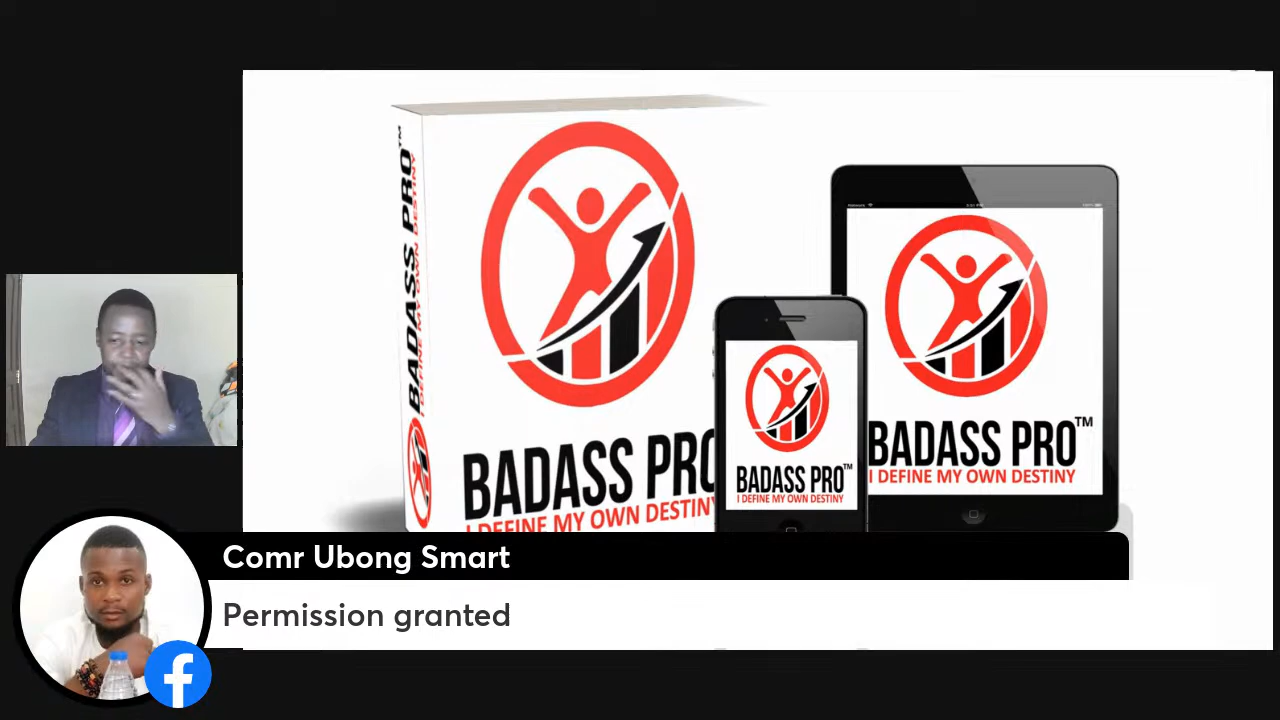 BADASS PRO™
I DEFINE MY OWN DESTINY
BADASS PRO
I DEFINE MY OWN DESTINY
BADASS PRO™
I DEFINE MY OWN DESTINY
BADASS PRO™
I DEFINE MY OWN DESTINY
Comr Ubong Smart
Permission granted